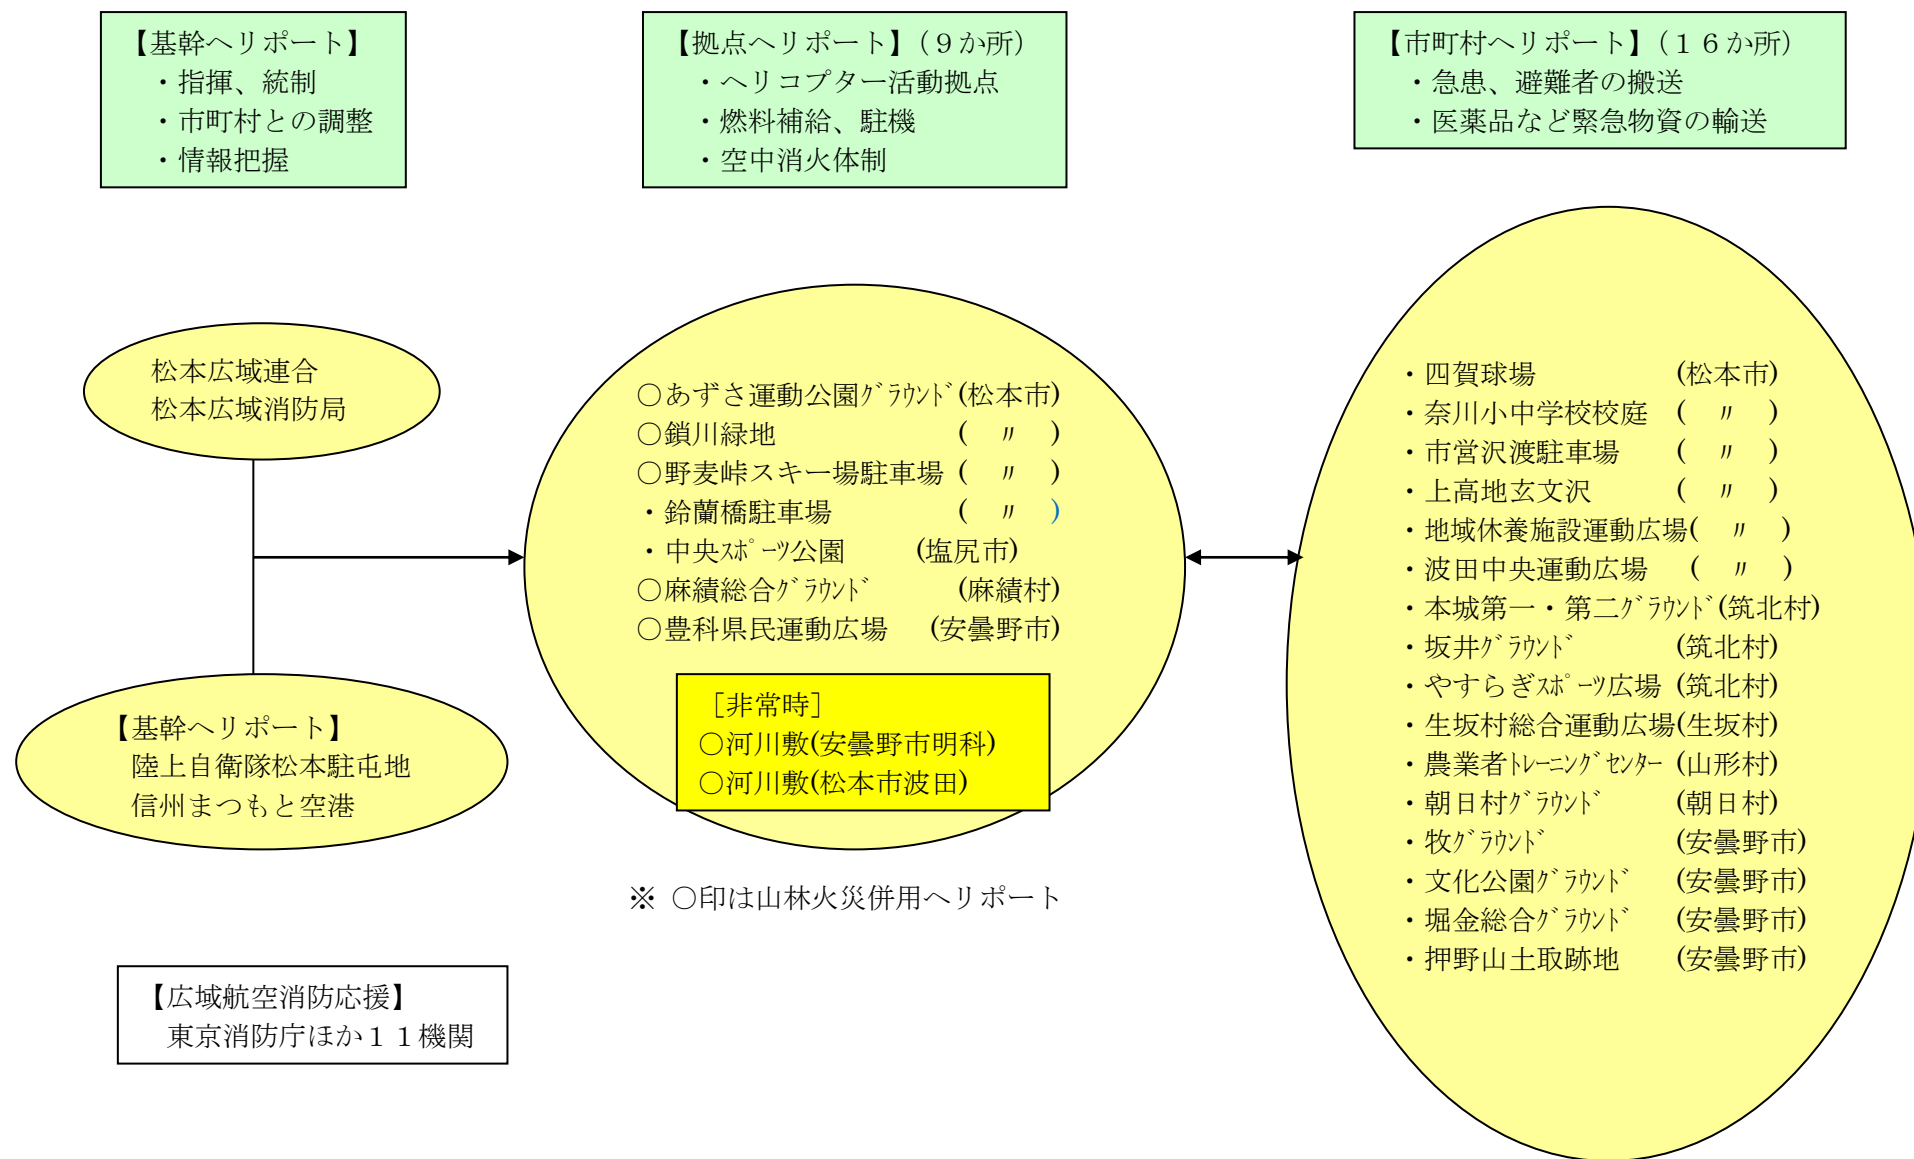 【基幹ヘリポート】
・指揮、統制
・市町村との調整
・情報把握
【拠点ヘリポート】（９か所）
・ヘリコプター活動拠点
・燃料補給、駐機
・空中消火体制
【市町村ヘリポート】（１６か所）
・急患、避難者の搬送
・医薬品など緊急物資の輸送
松本広域連合
松本広域消防局
【基幹ヘリポート】
陸上自衛隊松本駐屯地
信州まつもと空港
○あずさ運動公園ｸﾞﾗｳﾝﾄﾞ(松本市)
○鎖川緑地 (　〃　)
○野麦峠スキー場駐車場 (　〃　)
・鈴蘭橋駐車場 (　〃　)
・中央ｽﾎﾟｰﾂ公園 (塩尻市)
○麻績総合ｸﾞﾗｳﾝﾄﾞ (麻績村)
○豊科県民運動広場 (安曇野市)
［非常時］
○河川敷(安曇野市明科)
○河川敷(松本市波田)
※ ○印は山林火災併用ヘリポート
・四賀球場 (松本市)
・奈川小中学校校庭 (　〃　)
・市営沢渡駐車場 (　〃　)
・上高地玄文沢 (　〃　)
・地域休養施設運動広場(　〃　)
・波田中央運動広場 (　〃　)
・本城第一・第二ｸﾞﾗｳﾝﾄﾞ(筑北村)
・坂井ｸﾞﾗｳﾝﾄﾞ (筑北村)
・やすらぎｽﾎﾟｰﾂ広場 (筑北村)
・生坂村総合運動広場(生坂村)
・農業者ﾄﾚｰﾆﾝｸﾞｾﾝﾀｰ (山形村)
・朝日村ｸﾞﾗｳﾝﾄﾞ (朝日村)
・牧ｸﾞﾗｳﾝﾄﾞ (安曇野市)
・文化公園ｸﾞﾗｳﾝﾄﾞ (安曇野市)
・堀金総合ｸﾞﾗｳﾝﾄﾞ (安曇野市)
・押野山土取跡地 (安曇野市)
【広域航空消防応援】
東京消防庁ほか１１機関